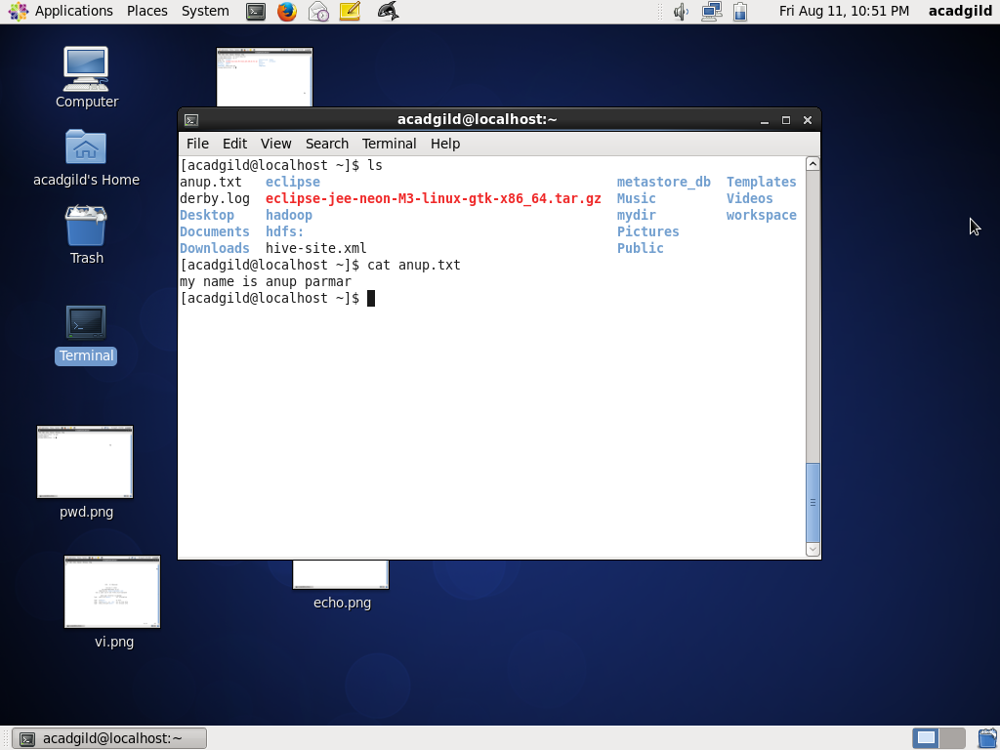 Applications Places System Fri Aug 11, 10:51 PM acadgild
Computer
acadgild's Home
Trash
Terminal
pwd.png
vi.png
echo.png
acadgild@localhost:~
File Edit View Search Terminal Help
[acadgild@localhost ~]$ ls
anup.txt eclipse metastore_db Templates
derby.log eclipse-jee-neon-M3-linux-gtk-x86_64.tar.gz Music Videos
Desktop hadoop mydir workspace
Documents hdfs: Pictures
Downloads hive-site.xml Public
[acadgild@localhost ~]$ cat anup.txt
my name is anup parmar
[acadgild@localhost ~]$
acadgild@localhost:~